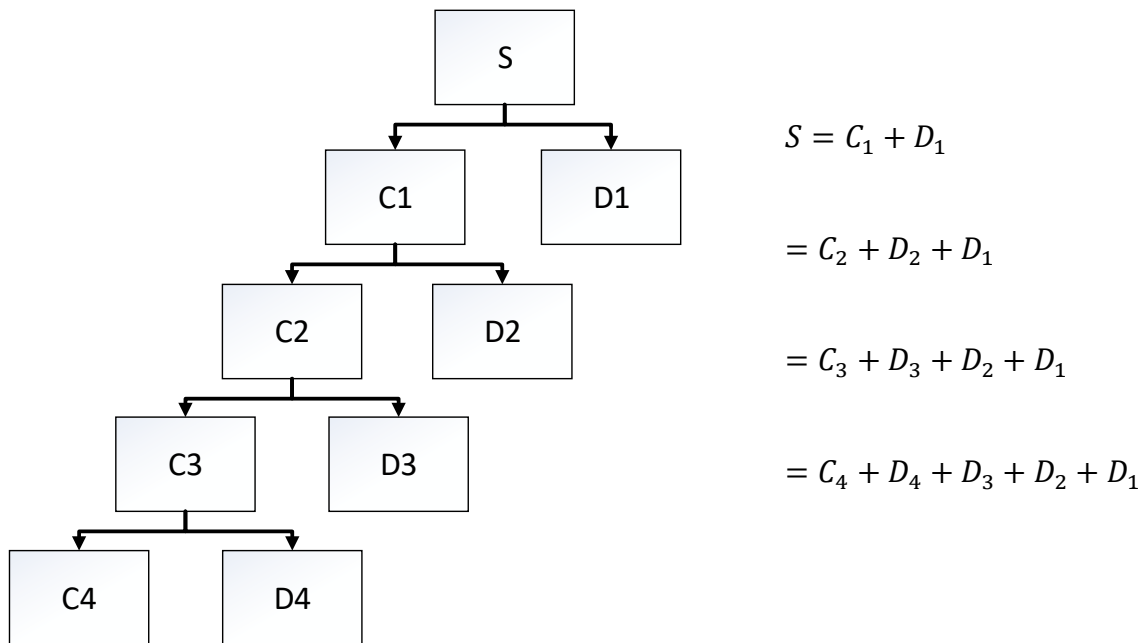 S
C1
D1
C2
D2
C3
D3
C4
D4
S = C₁ + D₁
= C₂ + D₂ + D₁
= C₃ + D₃ + D₂ + D₁
= C₄ + D₄ + D₃ + D₂ + D₁